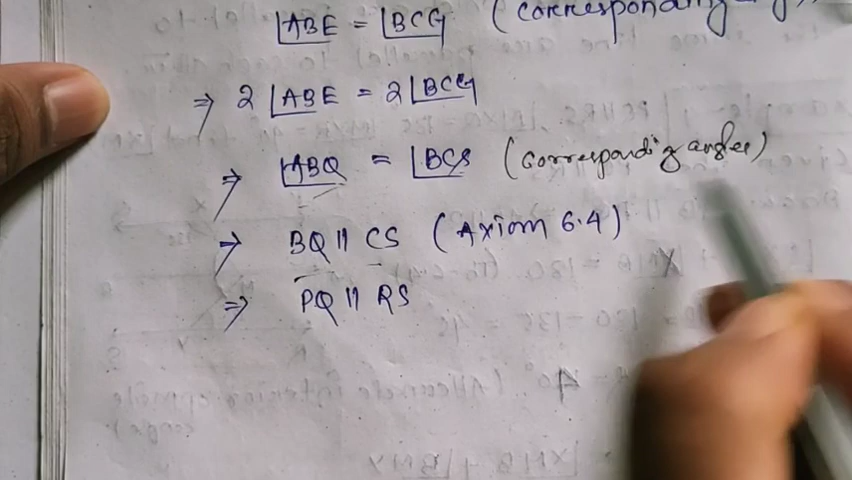 ∠ABE = ∠BCG (Corresponding
⇒ 2 ∠ABE = 2 ∠BCG
⇒ ∠ABQ = ∠BCS (Corresponding angles)
⇒ BQ || CS (Axiom 6.4)
⇒ PQ || RS